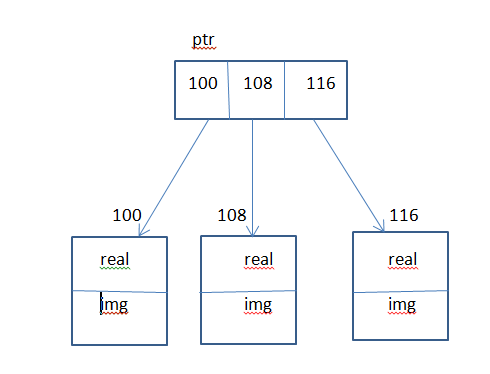 ptr
100 108 116
100 108 116
real real real
img img img